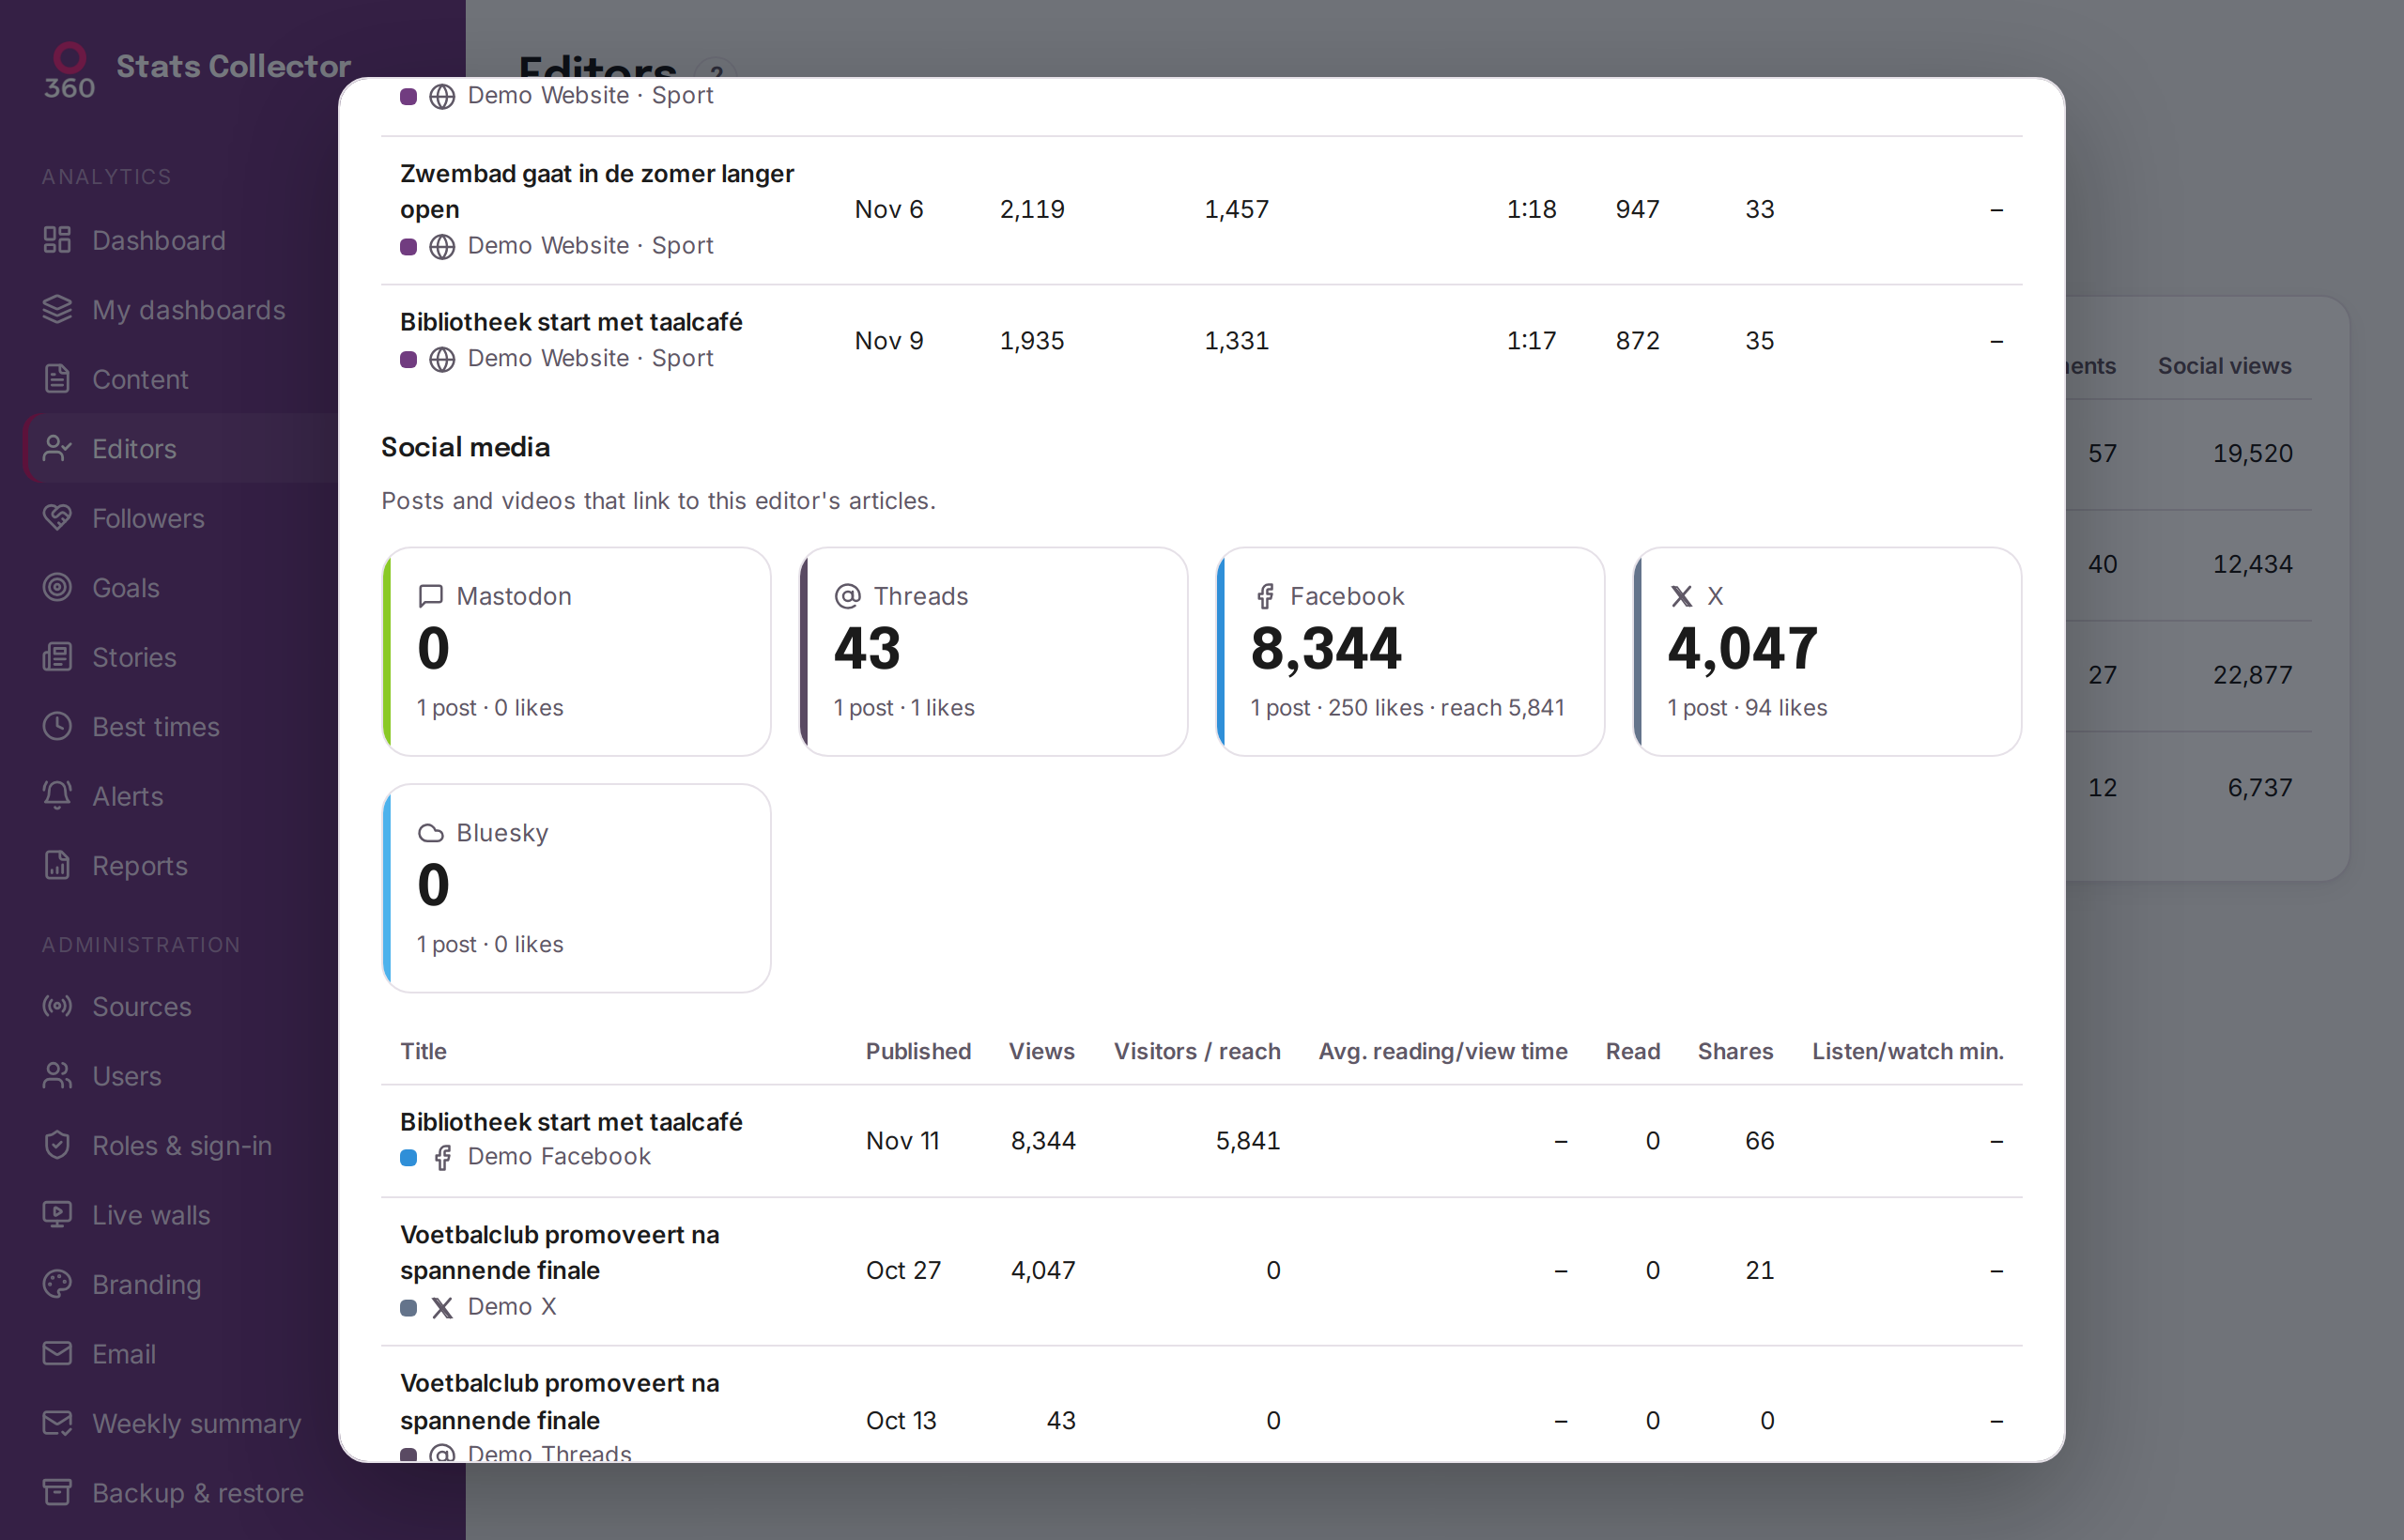 360 Stats Collector
ANALYTICS
Dashboard
My dashboards
Content
Editors
Followers
Goals
Stories
Best times
Alerts
Reports
ADMINISTRATION
Sources
Users
Roles & sign-in
Live walls
Branding
Email
Weekly summary
Backup & restore
Editors 2
Demo Website · Sport
Zwembad gaat in de zomer langer
open
Nov 6 2,119 1,457 1:18 947 33 –
Demo Website · Sport
Bibliotheek start met taalcafé
Nov 9 1,935 1,331 1:17 872 35 –
Demo Website · Sport
Social media
Posts and videos that link to this editor's articles.
Mastodon
0
1 post · 0 likes
Threads
43
1 post · 1 likes
Facebook
8,344
1 post · 250 likes · reach 5,841
X
4,047
1 post · 94 likes
Bluesky
0
1 post · 0 likes
Title Published Views Visitors / reach Avg. reading/view time Read Shares Listen/watch min.
Bibliotheek start met taalcafé
Nov 11 8,344 5,841 – 0 66 –
Demo Facebook
Voetbalclub promoveert na
spannende finale
Oct 27 4,047 0 – 0 21 –
Demo X
Voetbalclub promoveert na
spannende finale
Oct 13 43 0 – 0 0 –
Demo Threads
Social views
57 19,520
40 12,434
27 22,877
12 6,737